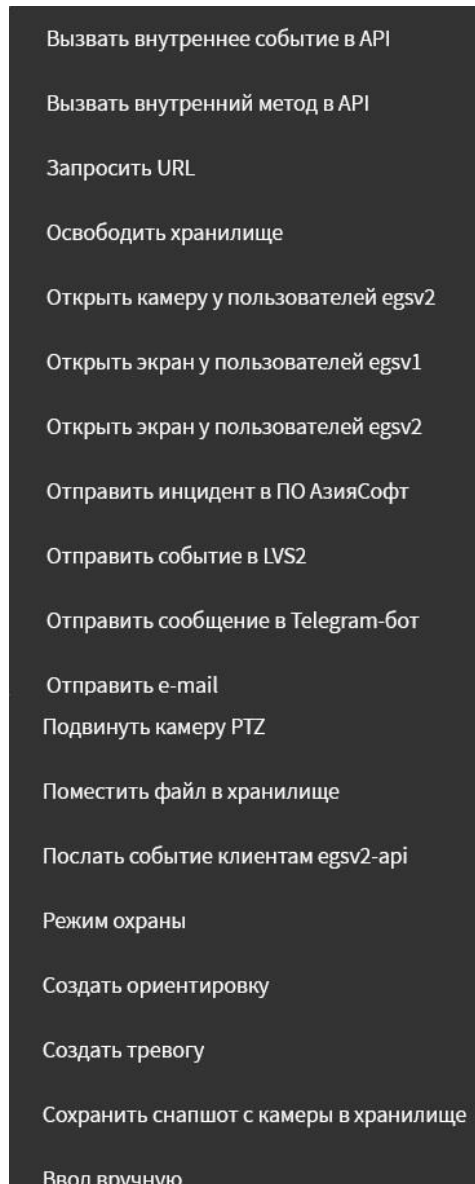 Вызвать внутреннее событие в API
Вызвать внутренний метод в API
Запросить URL
Освободить хранилище
Открыть камеру у пользователей egsv2
Открыть экран у пользователей egsv1
Открыть экран у пользователей egsv2
Отправить инцидент в ПО АзияСофт
Отправить событие в LVS2
Отправить сообщение в Telegram-бот
Отправить e-mail
Подвинуть камеру PTZ
Поместить файл в хранилище
Послать событие клиентам egsv2-api
Режим охраны
Создать ориентировку
Создать тревогу
Сохранить снапшот с камеры в хранилище
Ввод вручную